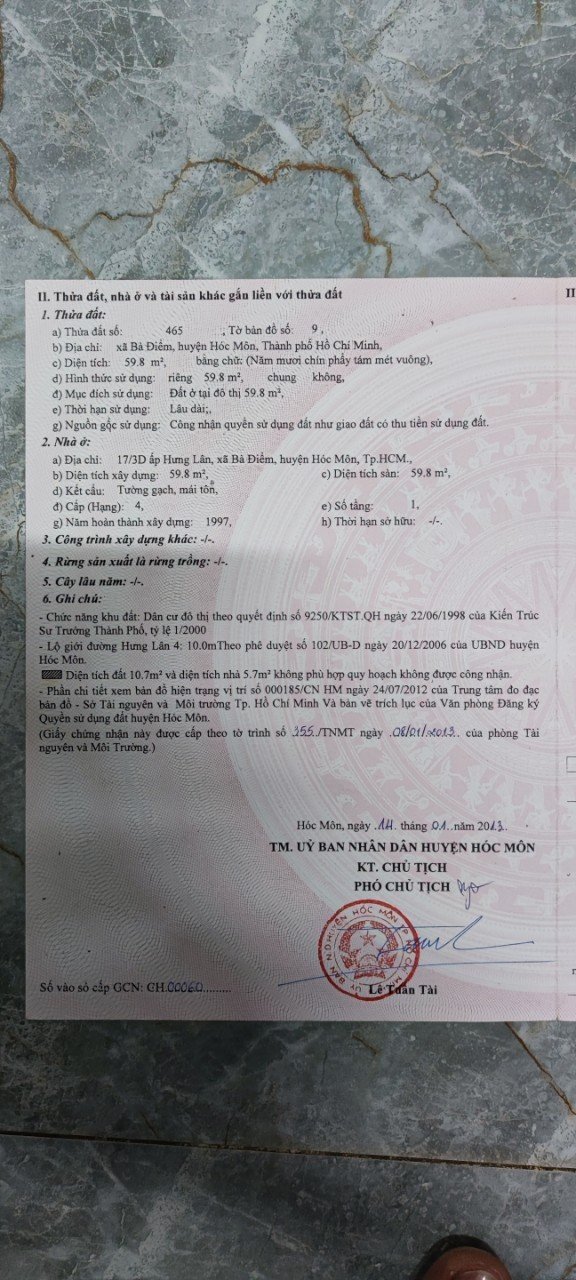 II. Thửa đất, nhà ở và tài sản khác gắn liền với thửa đất
1. Thửa đất:
a) Thửa đất số: 465 , Tờ bản đồ số: 9 ,
b) Địa chỉ: xã Bà Điểm, huyện Hóc Môn, Thành phố Hồ Chí Minh,
c) Diện tích: 59.8 m², bằng chữ: (Năm mươi chín phẩy tám mét vuông),
d) Hình thức sử dụng: riêng 59.8 m², chung không,
đ) Mục đích sử dụng: Đất ở tại đô thị 59.8 m²,
e) Thời hạn sử dụng: Lâu dài;,
g) Nguồn gốc sử dụng: Công nhận quyền sử dụng đất như giao đất có thu tiền sử dụng đất.
2. Nhà ở:
a) Địa chỉ: 17/3D ấp Hưng Lân, xã Bà Điểm, huyện Hóc Môn, Tp.HCM.,
b) Diện tích xây dựng: 59.8 m², c) Diện tích sàn: 59.8 m²,
d) Kết cấu: Tường gạch, mái tôn,
đ) Cấp (Hạng): 4, e) Số tầng: 1,
g) Năm hoàn thành xây dựng: 1997, h) Thời hạn sở hữu: -/-.
3. Công trình xây dựng khác: -/-.
4. Rừng sản xuất là rừng trồng: -/-.
5. Cây lâu năm: -/-.
6. Ghi chú:
- Chức năng khu đất: Dân cư đô thị theo quyết định số 9250/KTST.QH ngày 22/06/1998 của Kiến Trúc
Sư Trưởng Thành Phố, tỷ lệ 1/2000
- Lộ giới đường Hưng Lân 4: 10.0mTheo phê duyệt số 102/UB-D ngày 20/12/2006 của UBND huyện
Hóc Môn.
Diện tích đất 10.7m² và diện tích nhà 5.7m² không phù hợp quy hoạch không được công nhận.
- Phần chi tiết xem bản đồ hiện trạng vị trí số 000185/CN HM ngày 24/07/2012 của Trung tâm đo đạc
bản đồ - Sở Tài nguyên và Môi trường Tp. Hồ Chí Minh Và bản vẽ trích lục của Văn phòng Đăng ký
Quyền sử dụng đất huyện Hóc Môn.
(Giấy chứng nhận này được cấp theo tờ trình số 355/TNMT ngày 08/01/2013 của phòng Tài
nguyên và Môi Trường.)
Hóc Môn, ngày 14 tháng 01 năm 2013
TM. UỶ BAN NHÂN DÂN HUYỆN HÓC MÔN
KT. CHỦ TỊCH
PHÓ CHỦ TỊCH
Số vào sổ cấp GCN: CH.00060..........
Lê Tuấn Tài
II